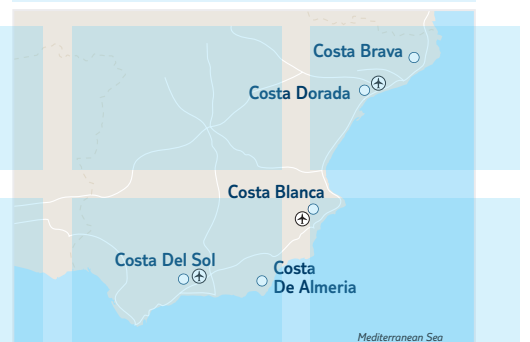 Costa Brava
Costa Dorada
Costa Blanca
Costa Del Sol
Costa
De Almeria
Mediterranean Sea